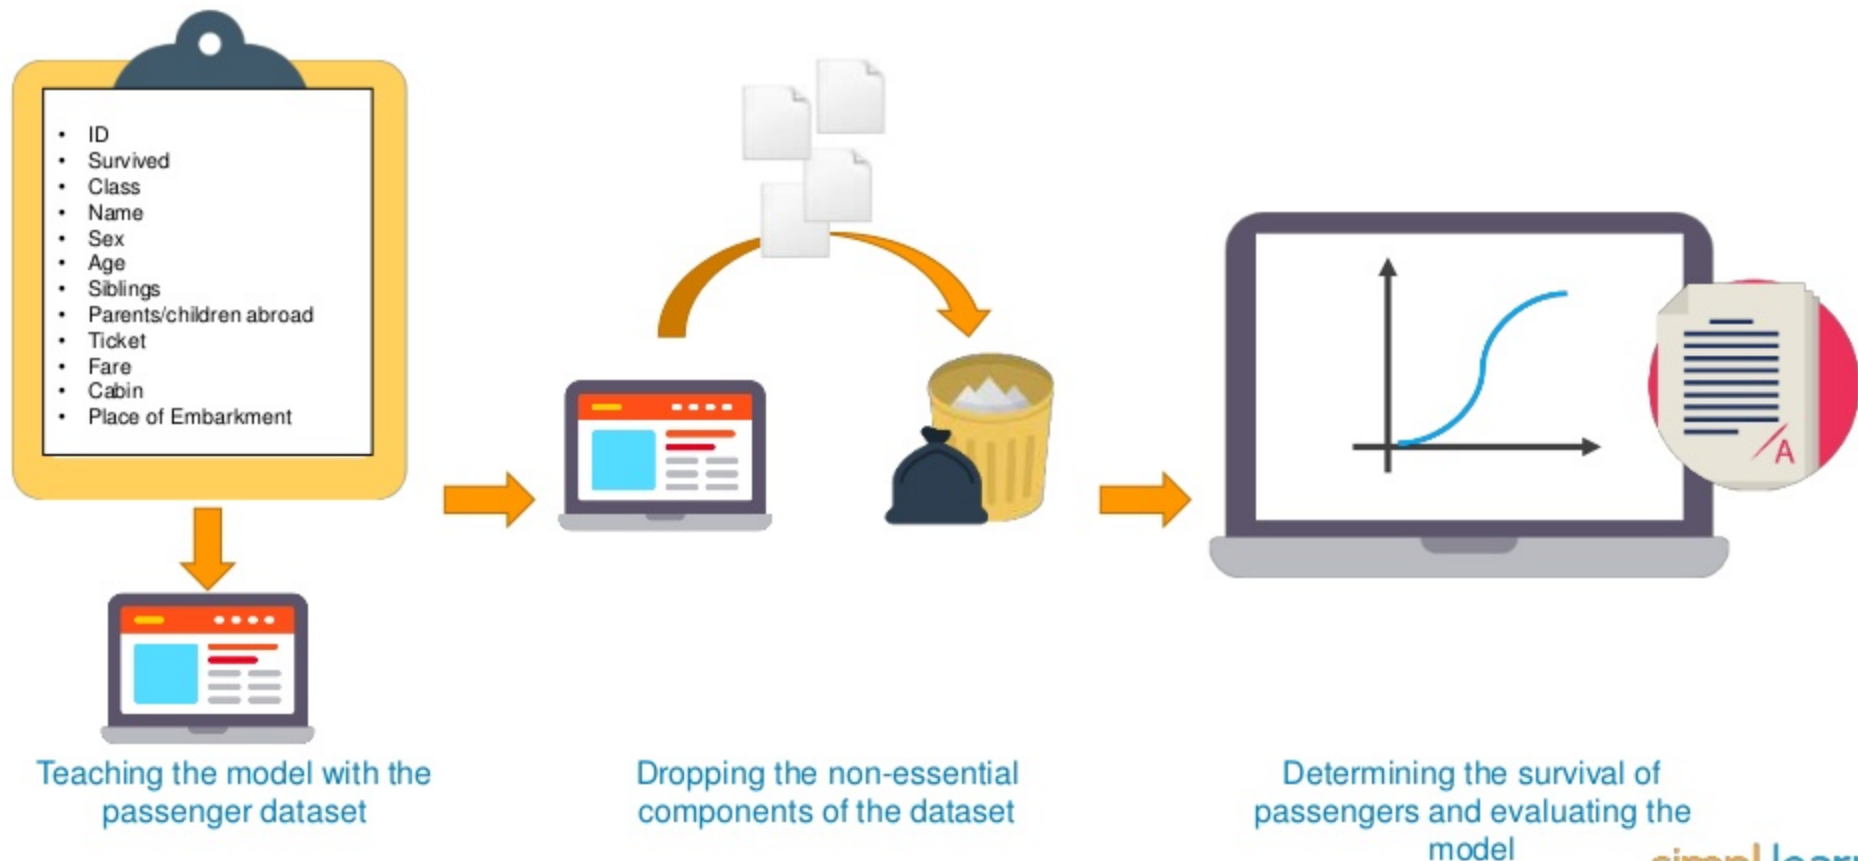 • ID
• Survived
• Class
• Name
• Sex
• Age
• Siblings
• Parents/children abroad
• Ticket
• Fare
• Cabin
• Place of Embarkment
A
Teaching the model with the
passenger dataset
Dropping the non-essential
components of the dataset
Determining the survival of
passengers and evaluating the
model